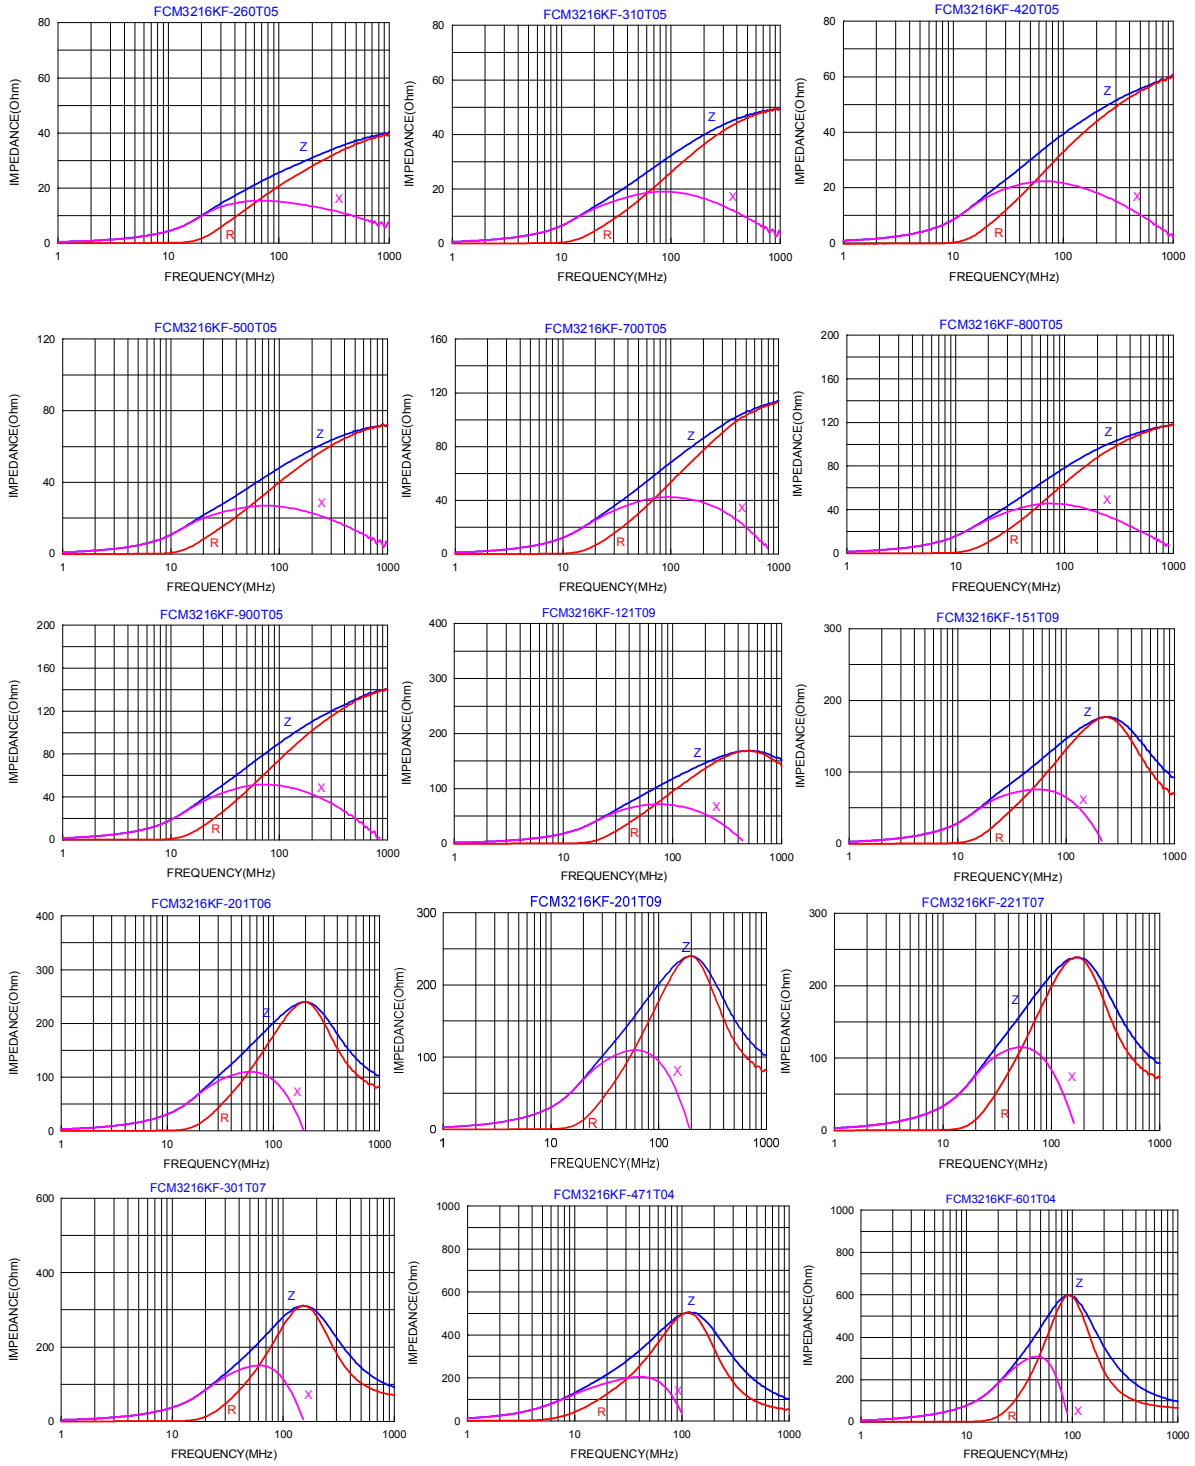 FCM3216KF-260T05
IMPEDANCE(Ohm)
80
60
40
20
0
Z
X
R
1
10
100
1000
FREQUENCY(MHz)
FCM3216KF-310T05
IMPEDANCE(Ohm)
80
60
40
20
0
Z
X
R
1
10
100
1000
FREQUENCY(MHz)
FCM3216KF-420T05
IMPEDANCE(Ohm)
80
60
40
20
0
Z
X
R
1
10
100
1000
FREQUENCY(MHz)
FCM3216KF-500T05
IMPEDANCE(Ohm)
120
80
40
0
Z
X
R
1
10
100
1000
FREQUENCY(MHz)
FCM3216KF-700T05
IMPEDANCE(Ohm)
160
120
80
40
0
Z
X
R
1
10
100
1000
FREQUENCY(MHz)
FCM3216KF-800T05
IMPEDANCE(Ohm)
200
160
120
80
40
0
Z
X
R
1
10
100
1000
FREQUENCY(MHz)
FCM3216KF-900T05
IMPEDANCE(Ohm)
200
160
120
80
40
0
Z
X
R
1
10
100
1000
FREQUENCY(MHz)
FCM3216KF-121T09
IMPEDANCE(Ohm)
400
300
200
100
0
Z
X
R
1
10
100
1000
FREQUENCY(MHz)
FCM3216KF-151T09
IMPEDANCE(Ohm)
300
200
100
0
Z
X
R
1
10
100
1000
FREQUENCY(MHz)
FCM3216KF-201T06
IMPEDANCE(Ohm)
400
300
200
100
0
Z
X
R
1
10
100
1000
FREQUENCY(MHz)
FCM3216KF-201T09
IMPEDANCE(Ohm)
300
200
100
0
Z
X
R
1
10
100
1000
FREQUENCY(MHz)
FCM3216KF-221T07
IMPEDANCE(Ohm)
300
200
100
0
Z
X
R
1
10
100
1000
FREQUENCY(MHz)
FCM3216KF-301T07
IMPEDANCE(Ohm)
600
400
200
0
Z
X
R
1
10
100
1000
FREQUENCY(MHz)
FCM3216KF-471T04
IMPEDANCE(Ohm)
1000
800
600
400
200
0
Z
X
R
1
10
100
1000
FREQUENCY(MHz)
FCM3216KF-601T04
IMPEDANCE(Ohm)
1000
800
600
400
200
0
Z
X
R
1
10
100
1000
FREQUENCY(MHz)